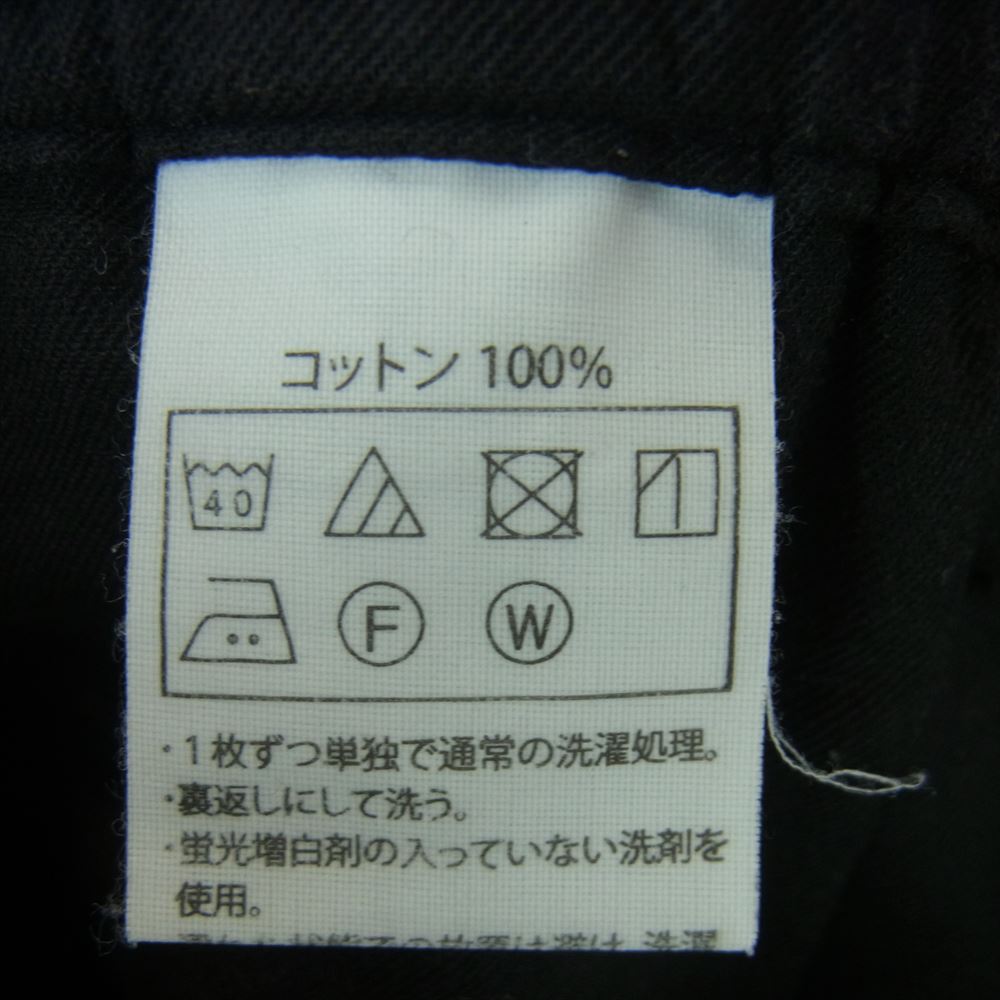 コットン 100%
40
F W
・1枚ずつ単独で通常の洗濯処理。
・裏返しにして洗う。
・蛍光増白剤の入っていない洗剤を
使用。